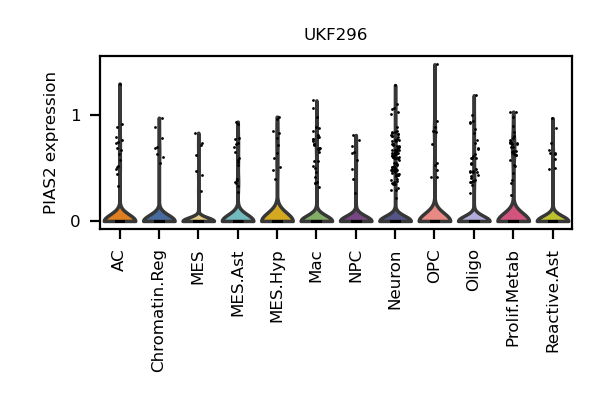 UKF296
PIAS2 expression
1
0
AC
Chromatin.Reg
MES
MES.Ast
MES.Hyp
Mac
NPC
Neuron
OPC
Oligo
Prolif.Metab
Reactive.Ast